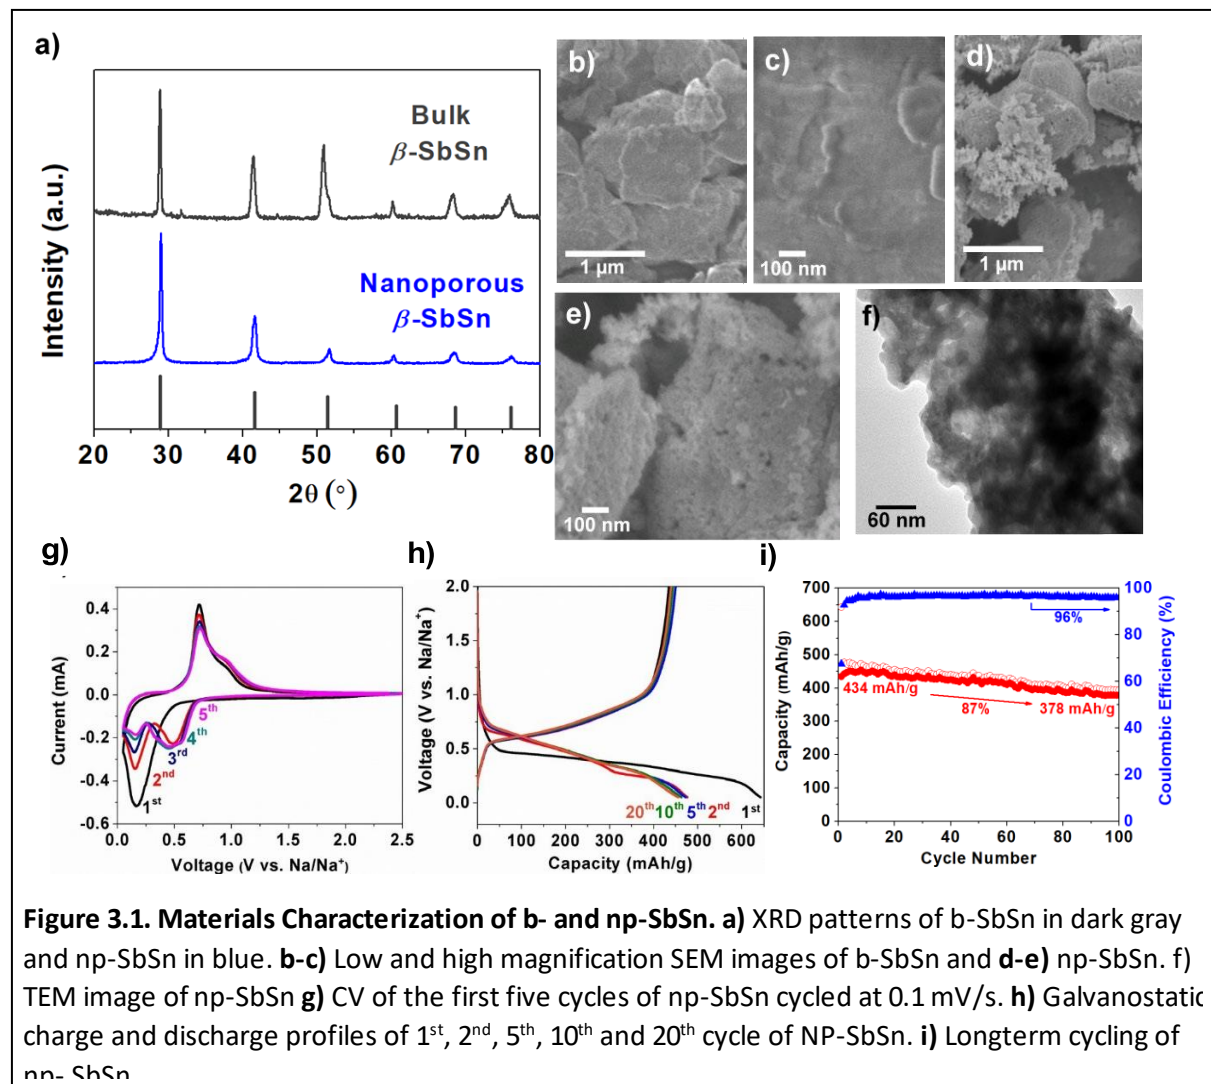 a)
Bulk
β-SbSn
Nanoporous
β-SbSn
Intensity (a.u.)
20 30 40 50 60 70 80
2θ (°)
b)
1 µm
c)
100 nm
d)
1 µm
e)
100 nm
f)
60 nm
g)
0.4
0.2
0.0
-0.2
-0.4
-0.6
Current (mA)
5th
4th
3rd
2nd
1st
0.0 0.5 1.0 1.5 2.0 2.5
Voltage (V vs. Na/Na+)
h)
2.0
1.5
1.0
0.5
0.0
Voltage (V vs. Na/Na+)
20th 10th 5th 2nd 1st
0 100 200 300 400 500 600
Capacity (mAh/g)
i)
700
600
500
400
300
200
100
0
Capacity (mAh/g)
96%
434 mAh/g
87%
378 mAh/g
100
80
60
40
20
0
Coulombic Efficiency (%)
0 20 40 60 80 100
Cycle Number
Figure 3.1. Materials Characterization of b- and np-SbSn. a) XRD patterns of b-SbSn in dark gray
and np-SbSn in blue. b-c) Low and high magnification SEM images of b-SbSn and d-e) np-SbSn. f)
TEM image of np-SbSn g) CV of the first five cycles of np-SbSn cycled at 0.1 mV/s. h) Galvanostatic
charge and discharge profiles of 1st, 2nd, 5th, 10th and 20th cycle of NP-SbSn. i) Longterm cycling of
np- SbSn